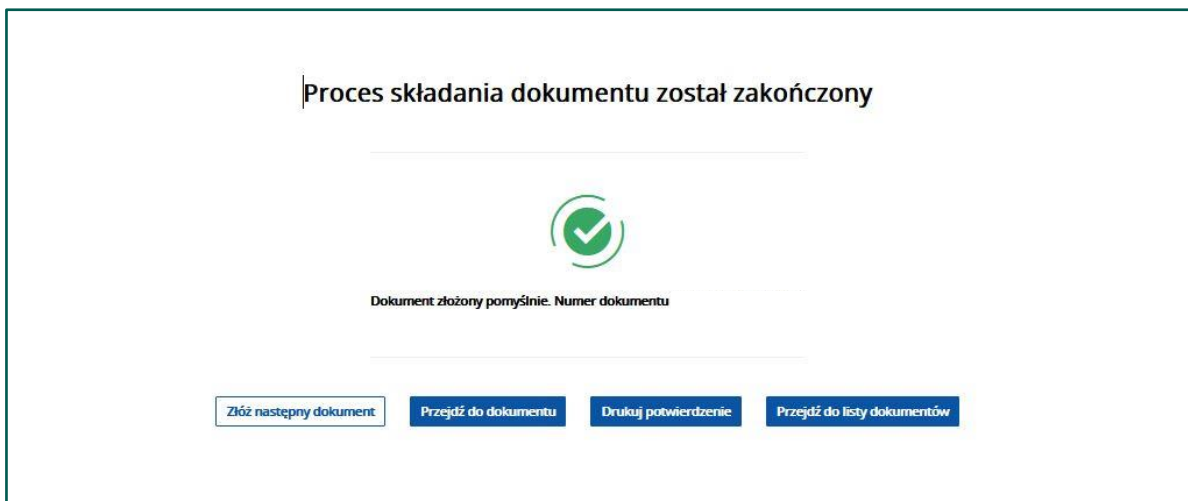 Proces składania dokumentu został zakończony
Dokument złożony pomyślnie. Numer dokumentu
Złóż następny dokument
Przejdź do dokumentu
Drukuj potwierdzenie
Przejdź do listy dokumentów